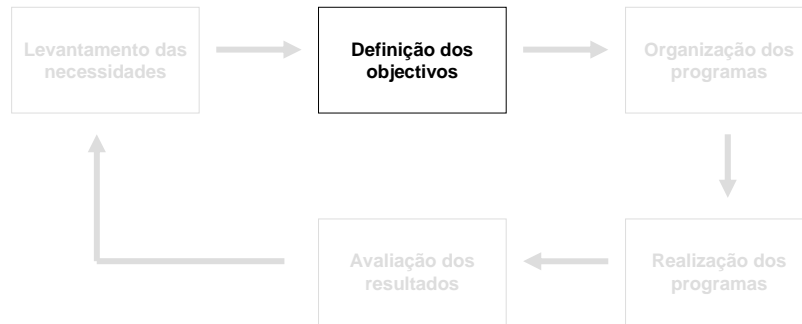 Levantamento das
necessidades
Definição dos
objectivos
Organização dos
programas
Avaliação dos
resultados
Realização dos
programas